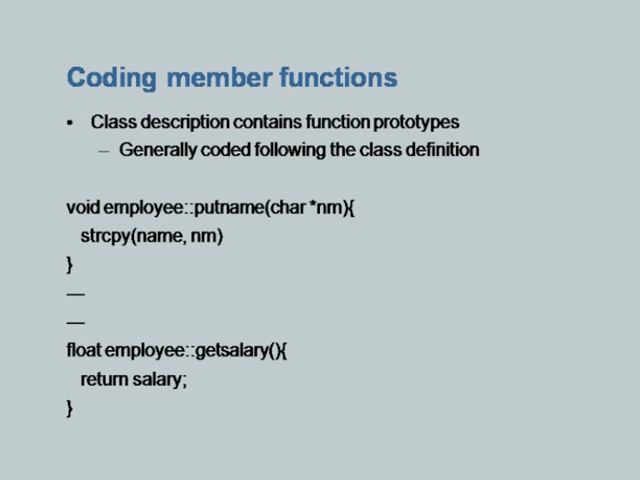 Coding member functions
• Class description contains function prototypes
– Generally coded following the class definition
void employee::putname(char *nm){
strcpy(name, nm)
}
—
—
float employee::getsalary(){
return salary;
}